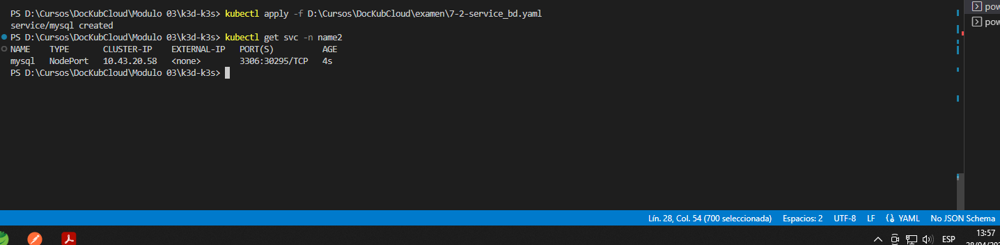 PS D:\Cursos\DocKubCloud\Modulo 03\k3d-k3s> kubectl apply -f D:\Cursos\DocKubCloud\examen\7-2-service_bd.yaml
service/mysql created
PS D:\Cursos\DocKubCloud\Modulo 03\k3d-k3s> kubectl get svc -n name2
NAME TYPE CLUSTER-IP EXTERNAL-IP PORT(S) AGE
mysql NodePort 10.43.20.58 <none> 3306:30295/TCP 4s
PS D:\Cursos\DocKubCloud\Modulo 03\k3d-k3s>
pow
pow
Lín. 28, Col. 54 (700 seleccionada) Espacios: 2 UTF-8 LF YAML No JSON Schema
ESP
13:57